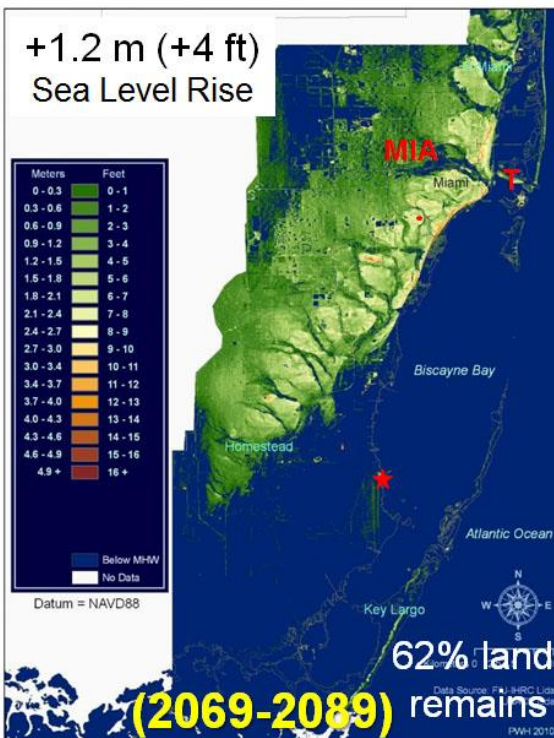 +1.2 m (+4 ft)
Sea Level Rise
Miami
MIA
Miami
T
Meters Feet
0 - 0.3 0 - 1
0.3 - 0.6 1 - 2
0.6 - 0.9 2 - 3
0.9 - 1.2 3 - 4
1.2 - 1.5 4 - 5
1.5 - 1.8 5 - 6
1.8 - 2.1 6 - 7
2.1 - 2.4 7 - 8
2.4 - 2.7 8 - 9
2.7 - 3.0 9 - 10
3.0 - 3.4 10 - 11
3.4 - 3.7 11 - 12
3.7 - 4.0 12 - 13
4.0 - 4.3 13 - 14
4.3 - 4.6 14 - 15
4.6 - 4.9 15 - 16
4.9 + 16 +
Below MHW
No Data
Datum = NAVD88
Biscayne Bay
Homestead
Atlantic Ocean
N
W E
S
Key Largo
62% land
remains
Data Source:
(2069-2089)
PWH 2010